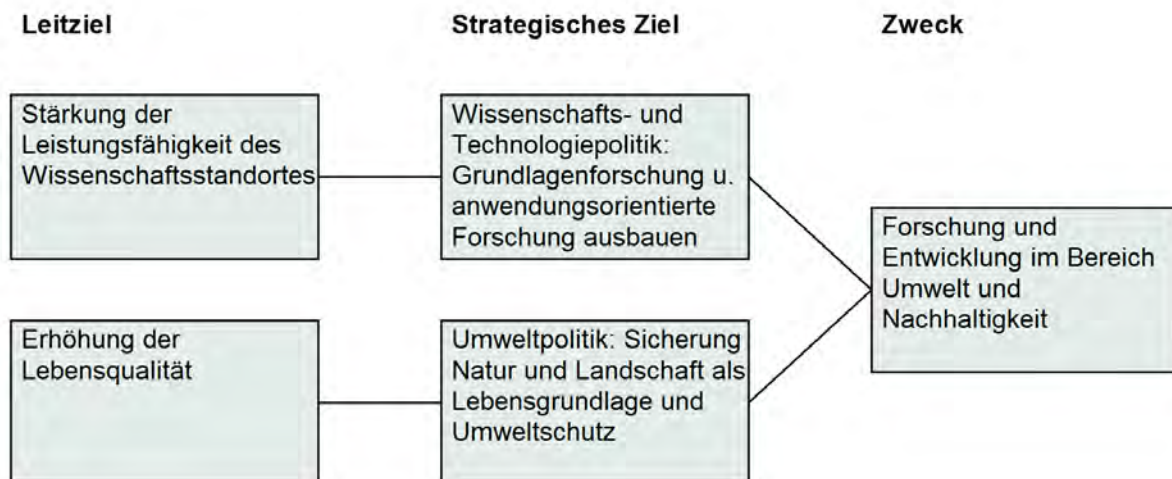 Leitziel
Strategisches Ziel
Zweck
Stärkung der
Leistungsfähigkeit des
Wissenschaftsstandortes
Wissenschafts- und
Technologiepolitik:
Grundlagenforschung u.
anwendungsorientierte
Forschung ausbauen
Forschung und
Entwicklung im Bereich
Umwelt und
Nachhaltigkeit
Erhöhung der
Lebensqualität
Umweltpolitik: Sicherung
Natur und Landschaft als
Lebensgrundlage und
Umweltschutz